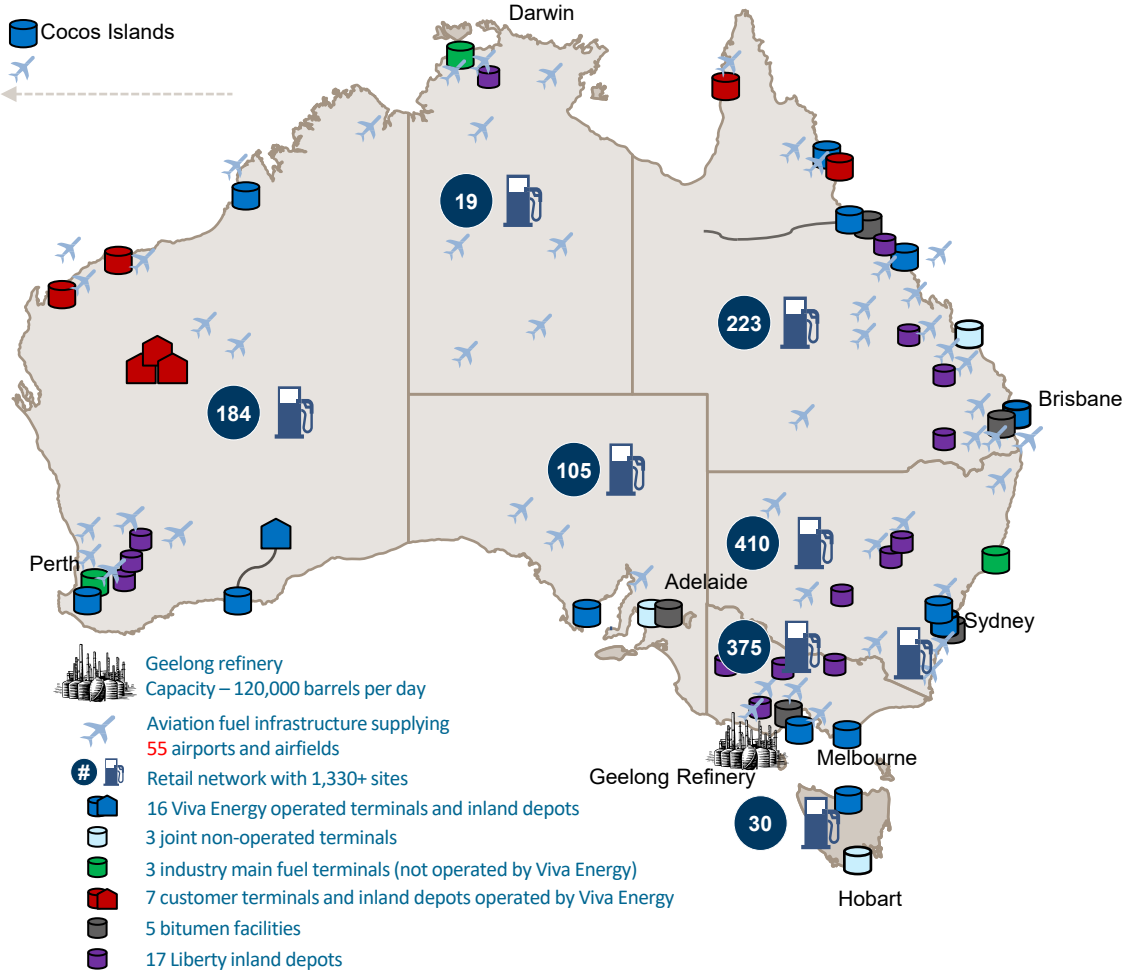 Darwin
Cocos Islands
19
223
184
Brisbane
105
410
Perth
Adelaide
Sydney
375
Geelong refinery
Capacity – 120,000 barrels per day
Aviation fuel infrastructure supplying
55 airports and airfields
Melbourne
Geelong Refinery
# Retail network with 1,330+ sites
16 Viva Energy operated terminals and inland depots
30
3 joint non-operated terminals
3 industry main fuel terminals (not operated by Viva Energy)
7 customer terminals and inland depots operated by Viva Energy
Hobart
5 bitumen facilities
17 Liberty inland depots